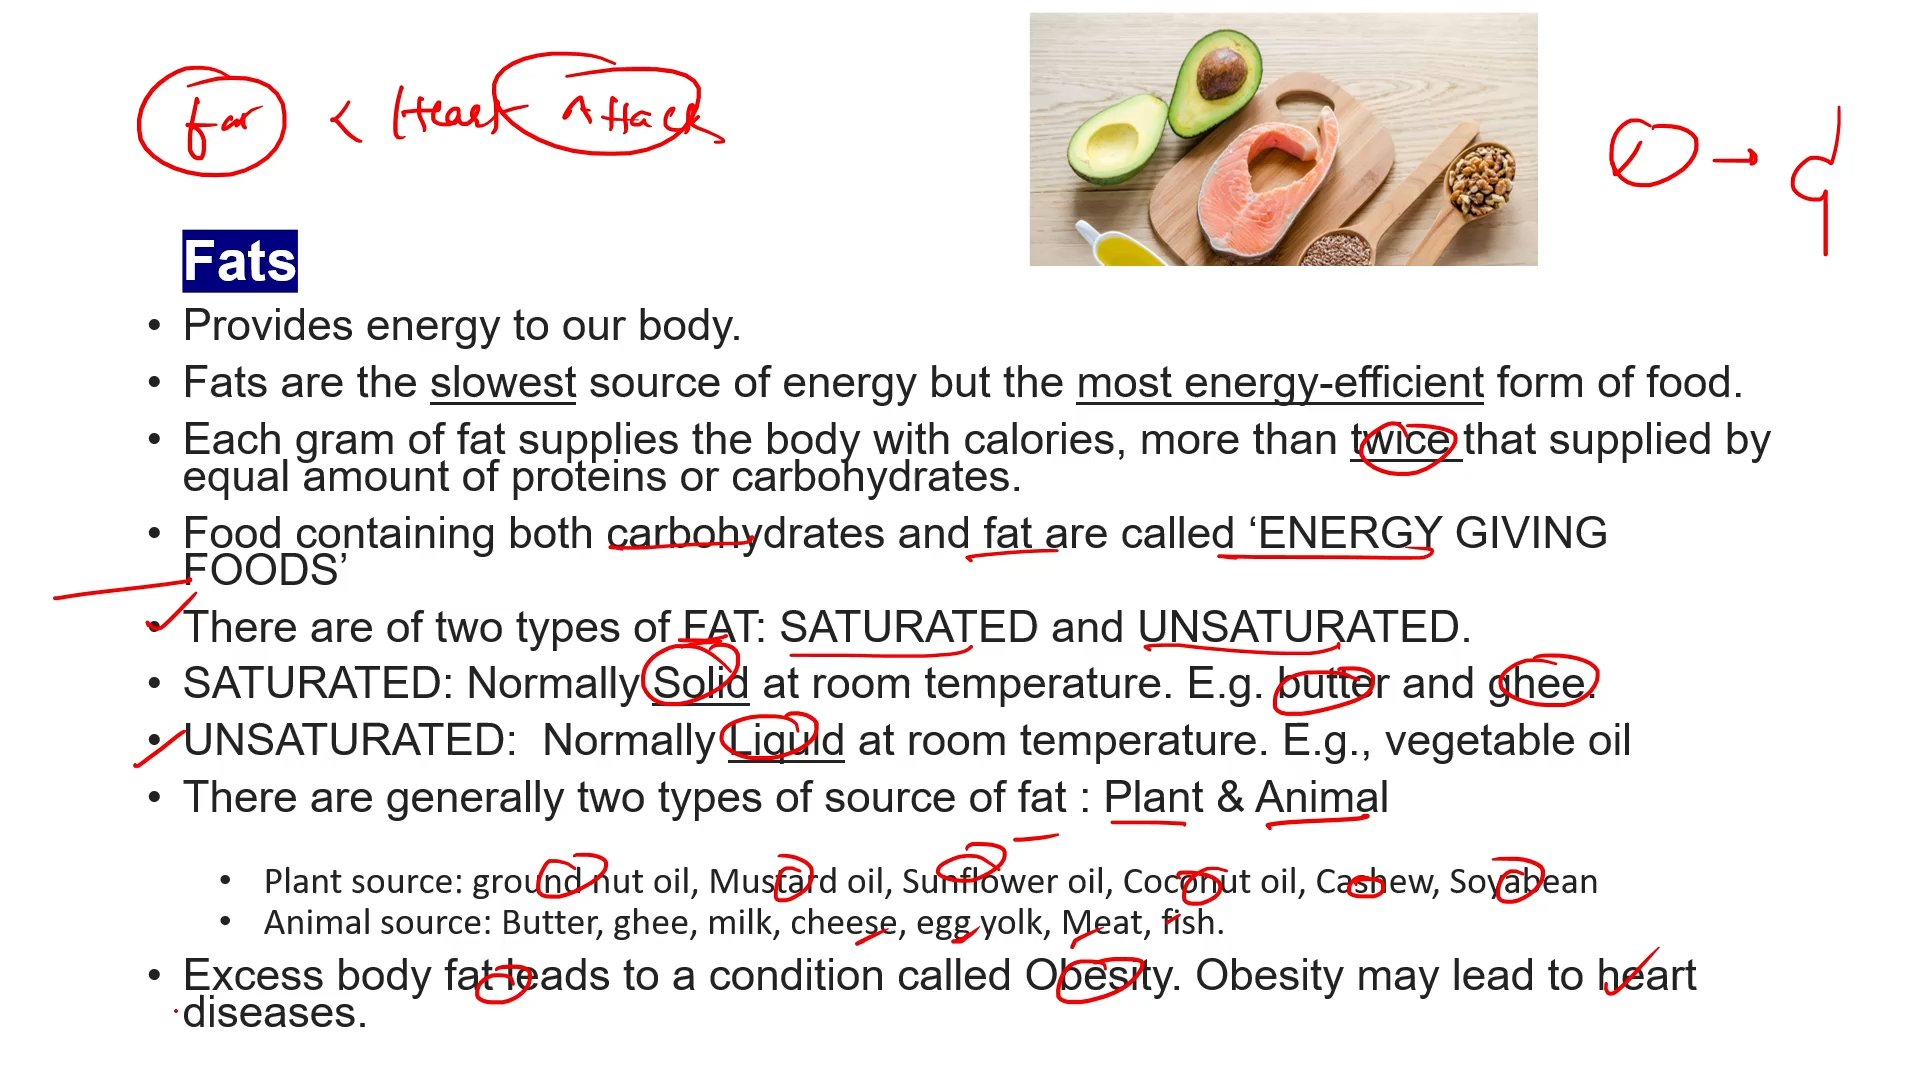 Fat < Heart Attack
Fats
• Provides energy to our body.
• Fats are the slowest source of energy but the most energy-efficient form of food.
• Each gram of fat supplies the body with calories, more than twice that supplied by
equal amount of proteins or carbohydrates.
• Food containing both carbohydrates and fat are called ‘ENERGY GIVING
FOODS’
• There are of two types of FAT: SATURATED and UNSATURATED.
• SATURATED: Normally Solid at room temperature. E.g. butter and ghee.
• UNSATURATED: Normally Liquid at room temperature. E.g., vegetable oil
• There are generally two types of source of fat : Plant & Animal
• Plant source: ground nut oil, Mustard oil, Sunflower oil, Coconut oil, Cashew, Soyabean
• Animal source: Butter, ghee, milk, cheese, egg yolk, Meat, fish.
• Excess body fat leads to a condition called Obesity. Obesity may lead to heart
diseases.